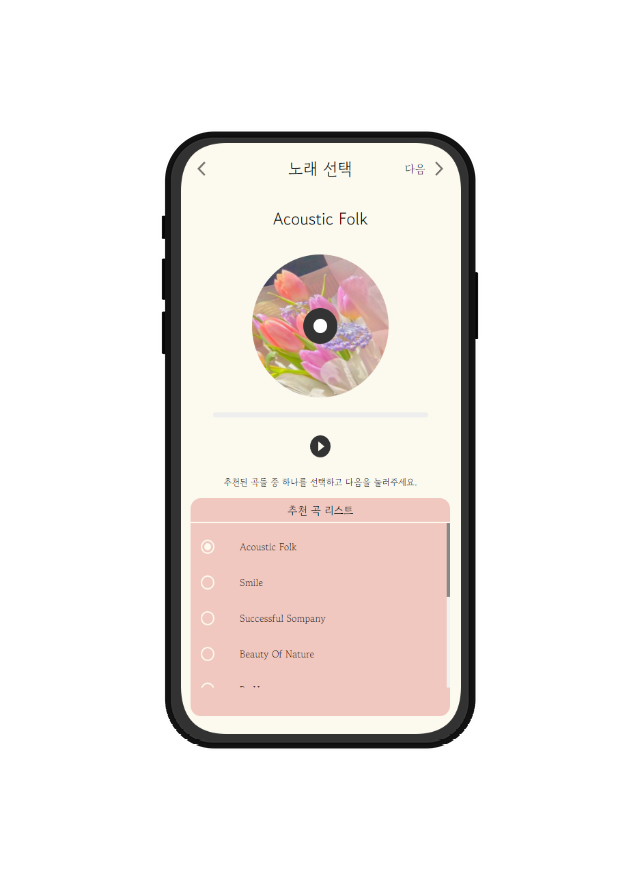 노래 선택
다음
Acoustic Folk
추천된 곡들 중 하나를 선택하고 다음을 눌러주세요.
추천 곡 리스트
Acoustic Folk
Smile
Successful Sompany
Beauty Of Nature